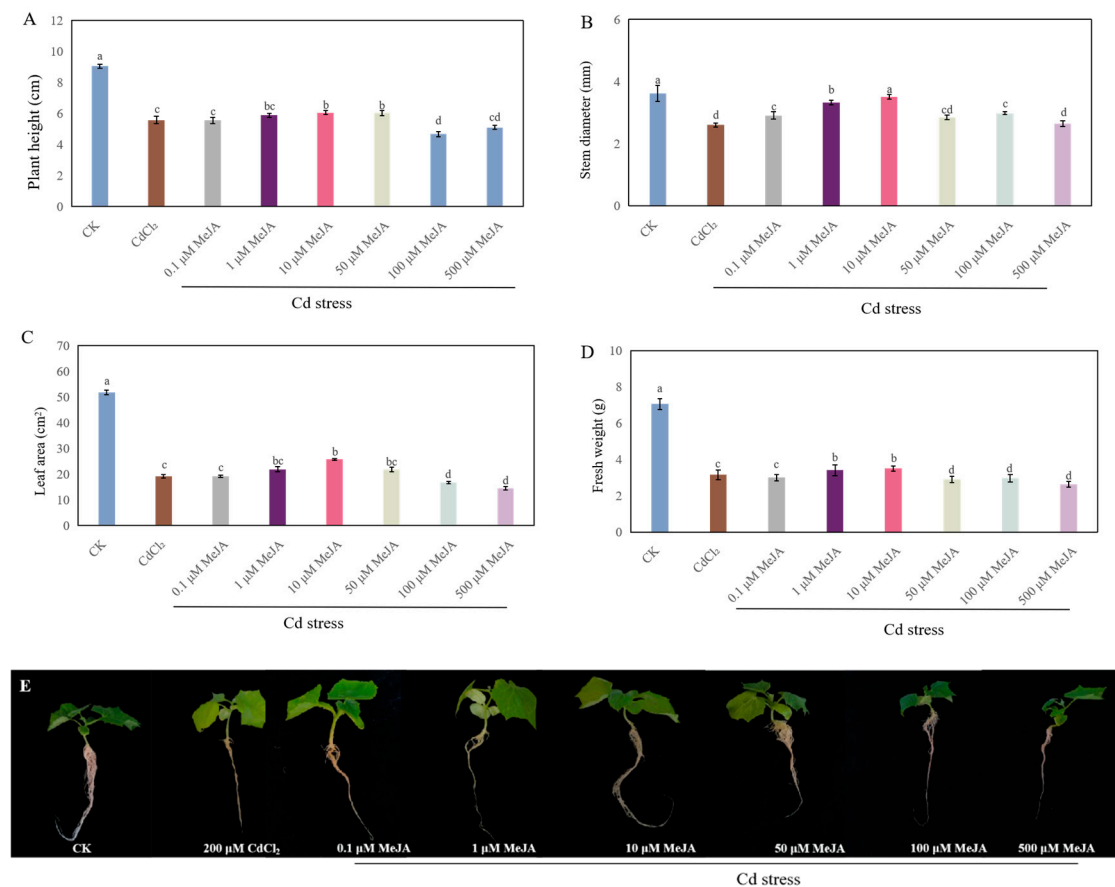 A
Plant height (cm)
12
10
8
6
4
2
0
a
c
c
bc
b
b
d
cd
CK
CdCl₂
0.1 μM MeJA
1 μM MeJA
10 μM MeJA
50 μM MeJA
100 μM MeJA
500 μM MeJA
Cd stress
B
Stem diameter (mm)
6
4
2
0
a
d
c
b
a
cd
c
d
CK
CdCl₂
0.1 μM MeJA
1 μM MeJA
10 μM MeJA
50 μM MeJA
100 μM MeJA
500 μM MeJA
Cd stress
C
Leaf area (cm²)
70
60
50
40
30
20
10
0
a
c
c
bc
b
bc
d
d
CK
CdCl₂
0.1 μM MeJA
1 μM MeJA
10 μM MeJA
50 μM MeJA
100 μM MeJA
500 μM MeJA
Cd stress
D
Fresh weight (g)
10
8
6
4
2
0
a
c
c
b
b
d
d
d
CK
CdCl₂
0.1 μM MeJA
1 μM MeJA
10 μM MeJA
50 μM MeJA
100 μM MeJA
500 μM MeJA
Cd stress
E
CK
200 μM CdCl₂
0.1 μM MeJA
1 μM MeJA
10 μM MeJA
50 μM MeJA
100 μM MeJA
500 μM MeJA
Cd stress